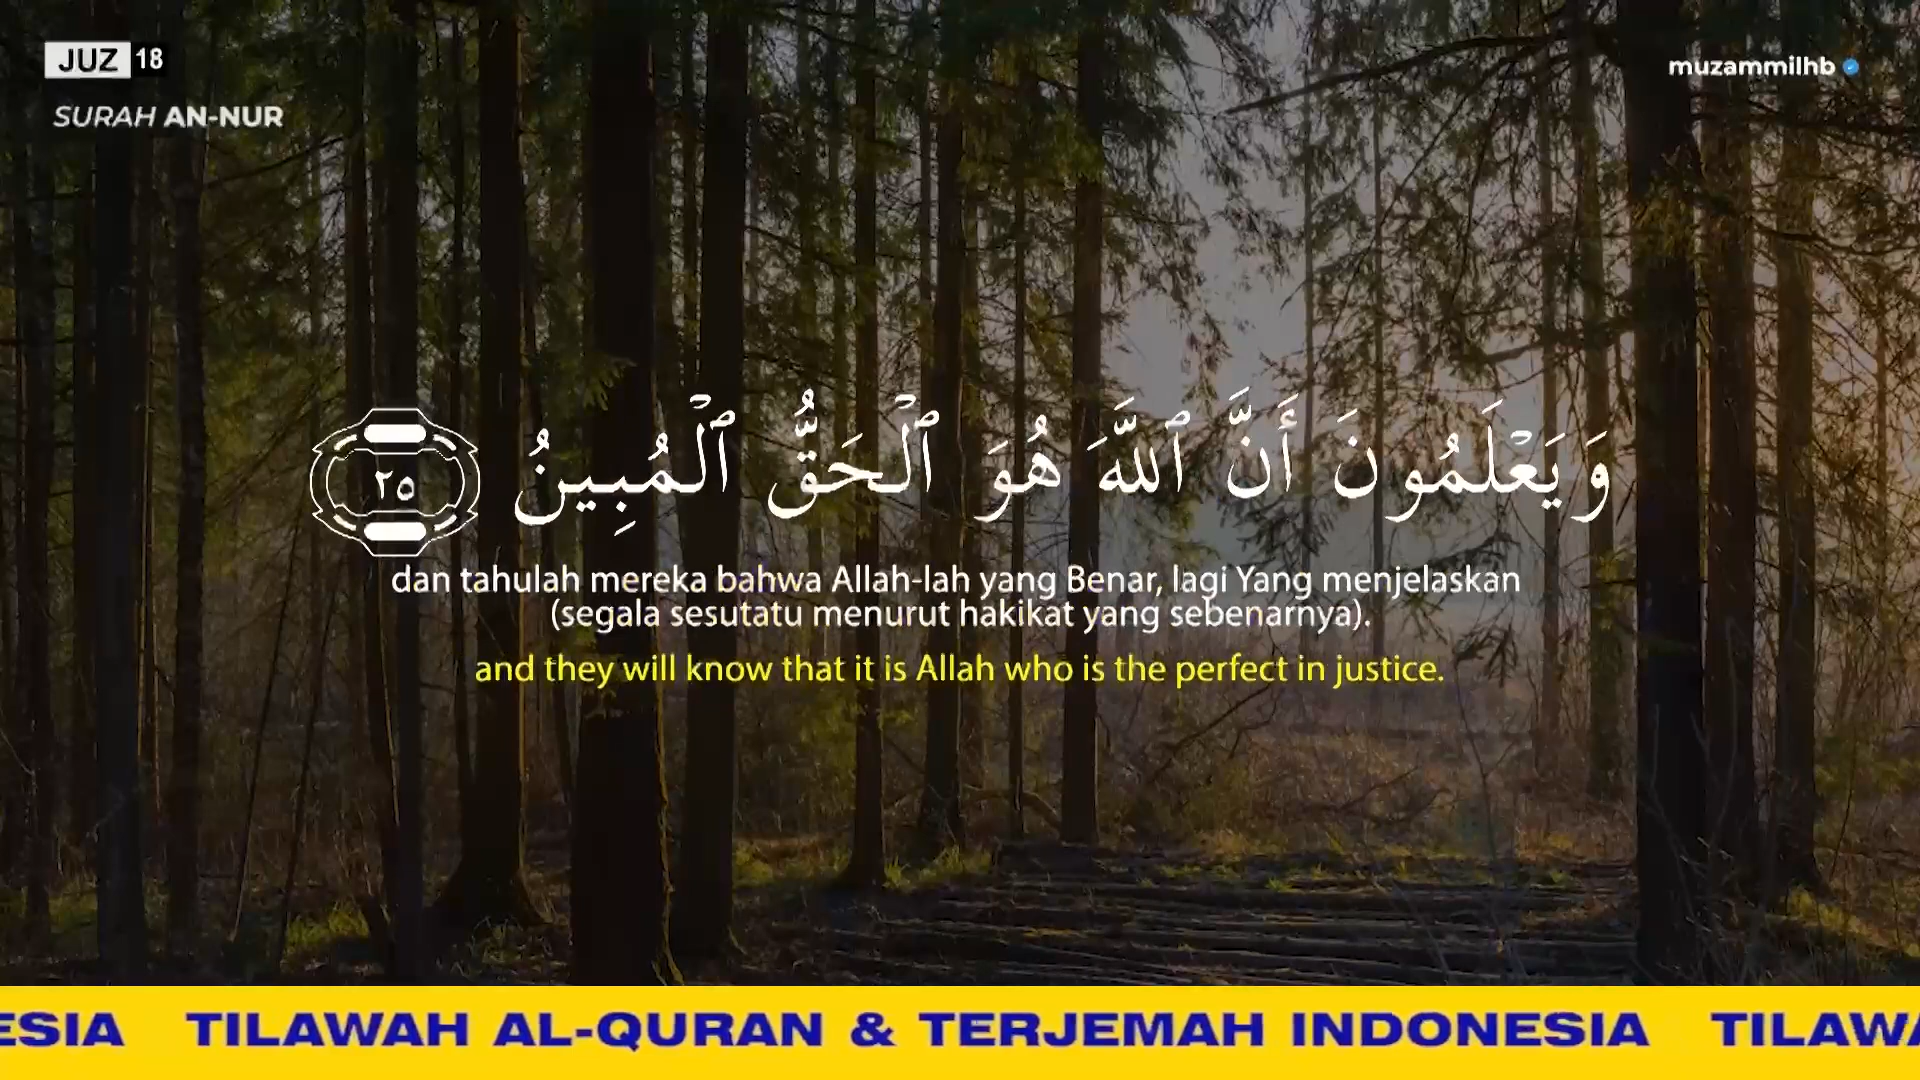 JUZ 18
muzammilhb
SURAH AN-NUR
وَيَعْلَمُونَ أَنَّ ٱللَّهَ هُوَ ٱلْحَقُّ ٱلْمُبِينُ ٢٥
dan tahulah mereka bahwa Allah-lah yang Benar, lagi Yang menjelaskan
(segala sesutatu menurut hakikat yang sebenarnya).
and they will know that it is Allah who is the perfect in justice.
ESIA TILAWAH AL-QURAN & TERJEMAH INDONESIA TILAWA